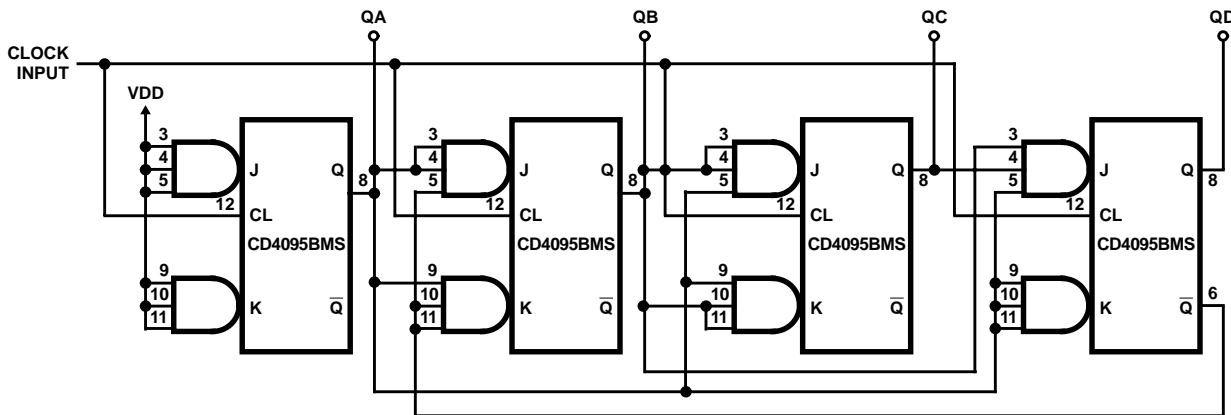 QA QB QC QD
CLOCK
INPUT
VDD
3 3 3 3
4 J Q 4 J Q 4 J Q 4 J Q
5 8 5 8 5 8 5 8
12 12 12 12
CL CL CL CL
CD4095BMS CD4095BMS CD4095BMS CD4095BMS
9 9 9 9
10 K Q 10 K Q 10 K Q 10 K Q 6
11 11 11 11